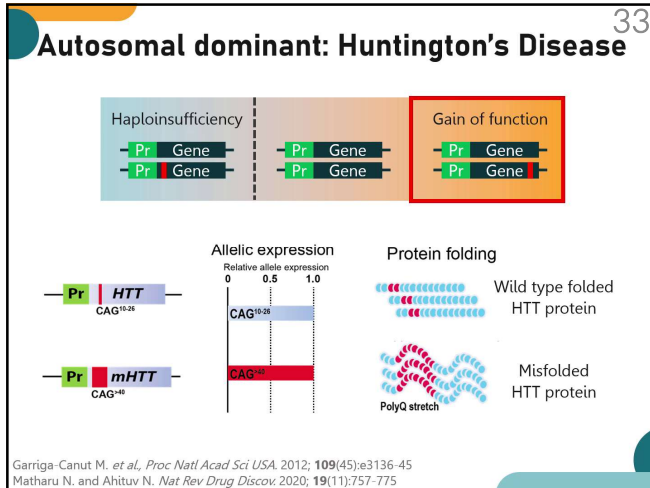 33
Autosomal dominant: Huntington's Disease
Haploinsufficiency
Gain of function
Pr Gene
Pr Gene
Pr Gene
Pr Gene
Pr Gene
Pr Gene
Allelic expression
Relative allele expression
0 0.5 1.0
Protein folding
Pr HTT
CAG10-26
CAG10-26
Wild type folded
HTT protein
Pr mHTT
CAG>40
CAG>40
PolyQ stretch
Misfolded
HTT protein
Garriga-Canut M. et al., Proc Natl Acad Sci USA. 2012; 109(45):e3136-45
Matharu N. and Ahituv N. Nat Rev Drug Discov. 2020; 19(11):757-775